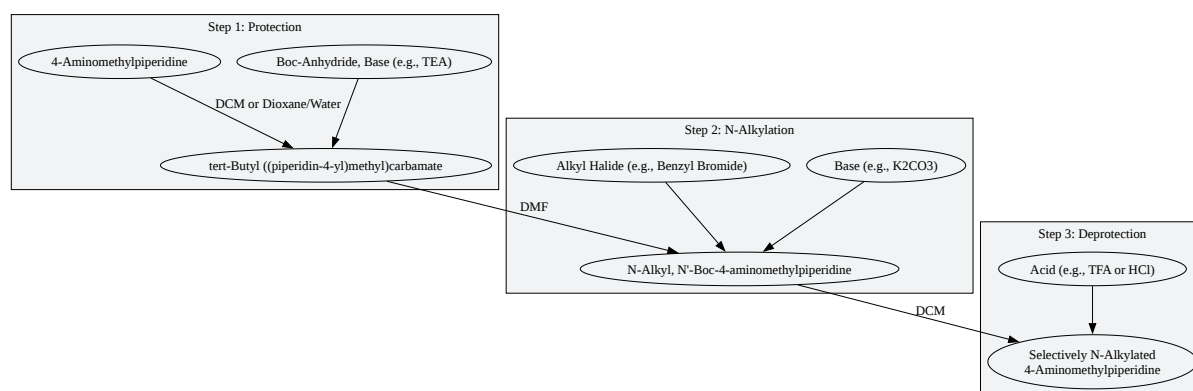 Step 1: Protection
4-Aminomethylpiperidine
Boc-Anhydride, Base (e.g., TEA)
DCM or Dioxane/Water
tert-Butyl ((piperidin-4-yl)methyl)carbamate
Step 2: N-Alkylation
Alkyl Halide (e.g., Benzyl Bromide)
Base (e.g., K2CO3)
DMF
N-Alkyl, N'-Boc-4-aminomethylpiperidine
Step 3: Deprotection
Acid (e.g., TFA or HCl)
DCM
Selectively N-Alkylated
4-Aminomethylpiperidine